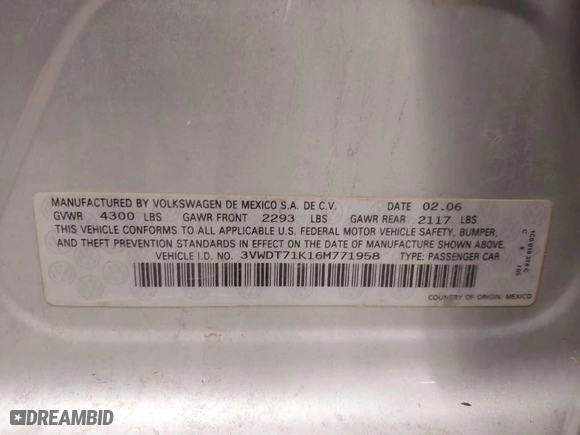 MANUFACTURED BY VOLKSWAGEN DE MEXICO S.A. DE C.V. DATE 02.06
GVWR 4300 LBS GAWR FRONT 2293 LBS GAWR REAR 2117 LBS
THIS VEHICLE CONFORMS TO ALL APPLICABLE U.S. FEDERAL MOTOR VEHICLE SAFETY, BUMPER,
AND THEFT PREVENTION STANDARDS IN EFFECT ON THE DATE OF MANUFACTURE SHOWN ABOVE.
VEHICLE I.D. NO. 3VWDT71K16M771958 TYPE: PASSENGER CAR
COUNTRY OF ORIGIN: MEXICO
DREAMBID